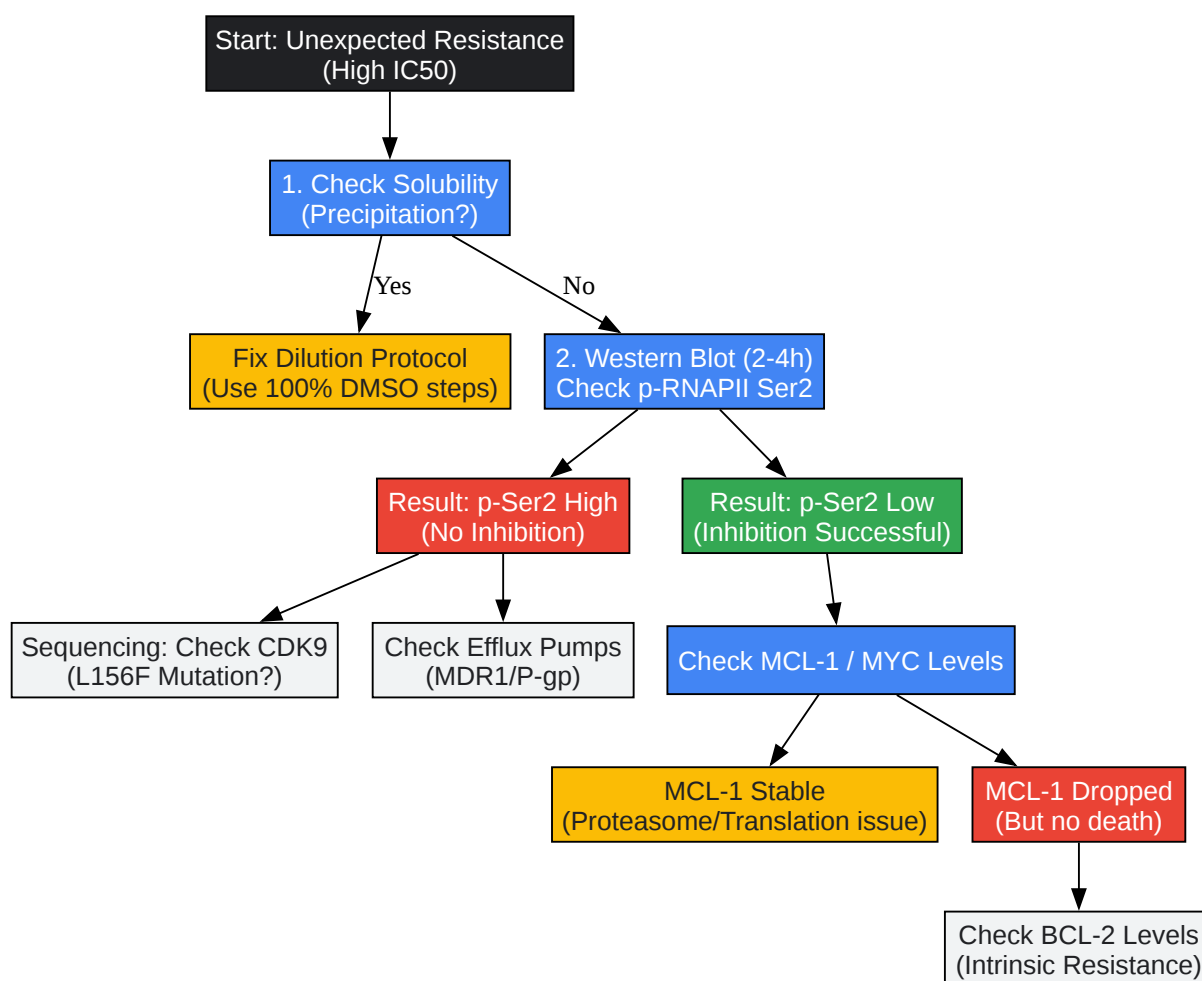 Start: Unexpected Resistance
(High IC50)
1. Check Solubility
(Precipitation?)
Yes
No
Fix Dilution Protocol
(Use 100% DMSO steps)
2. Western Blot (2-4h)
Check p-RNAPII Ser2
Result: p-Ser2 High
(No Inhibition)
Result: p-Ser2 Low
(Inhibition Successful)
Sequencing: Check CDK9
(L156F Mutation?)
Check Efflux Pumps
(MDR1/P-gp)
Check MCL-1 / MYC Levels
MCL-1 Stable
(Proteasome/Translation issue)
MCL-1 Dropped
(But no death)
Check BCL-2 Levels
(Intrinsic Resistance)